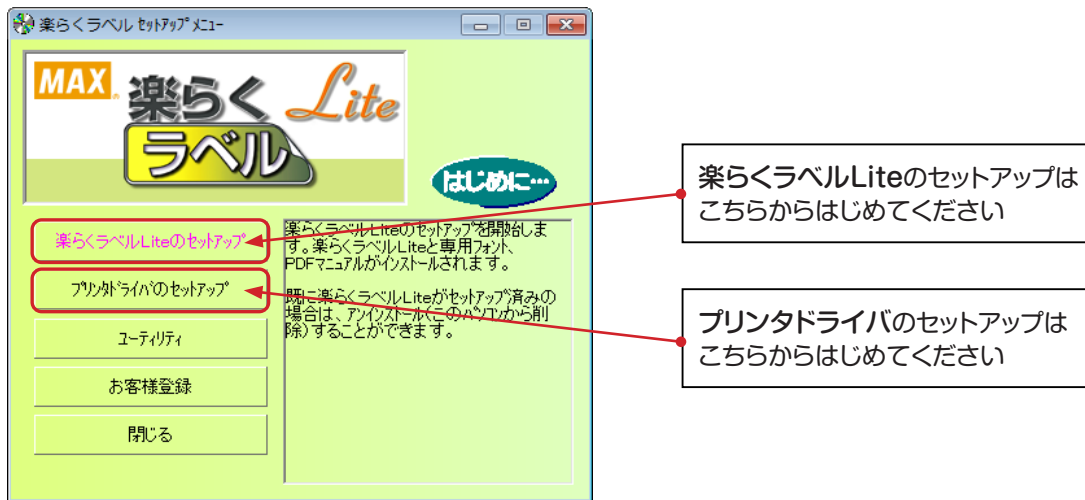 楽らくラベル ｾｯﾄｱｯﾌﾟ ﾒﾆｭｰ
MAX
楽らく
ラベル
Lite
はじめに…
楽らくラベルLiteのｾｯﾄｱｯﾌﾟ
ﾌﾟﾘﾝﾀﾄﾞﾗｲﾊﾞのｾｯﾄｱｯﾌﾟ
ﾕｰﾃｨﾘﾃｨ
お客様登録
閉じる
楽らくラベルLiteのｾｯﾄｱｯﾌﾟを開始しま
す。楽らくラベルLiteと専用ﾌｫﾝﾄ、
PDFﾏﾆｭｱﾙがｲﾝｽﾄｰﾙされます。
既に楽らくラベルLiteがｾｯﾄｱｯﾌﾟ済みの
場合は、ｱﾝｲﾝｽﾄｰﾙ(このﾊﾟｿｺﾝから削
除)することができます。
楽らくラベルLiteのセットアップは
こちらからはじめてください
プリンタドライバのセットアップは
こちらからはじめてください